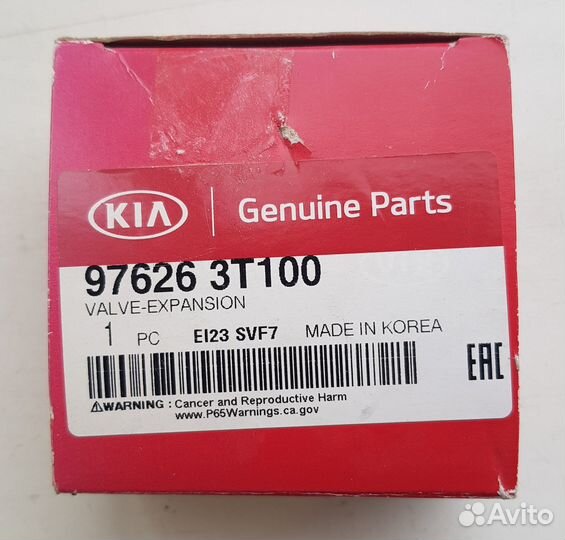 KIA
Genuine Parts
97626 3T100
VALVE-EXPANSION
1 PC EI23 SVF7 MADE IN KOREA
EAC
WARNING : Cancer and Reproductive Harm
www.P65Warnings.ca.gov
Avito